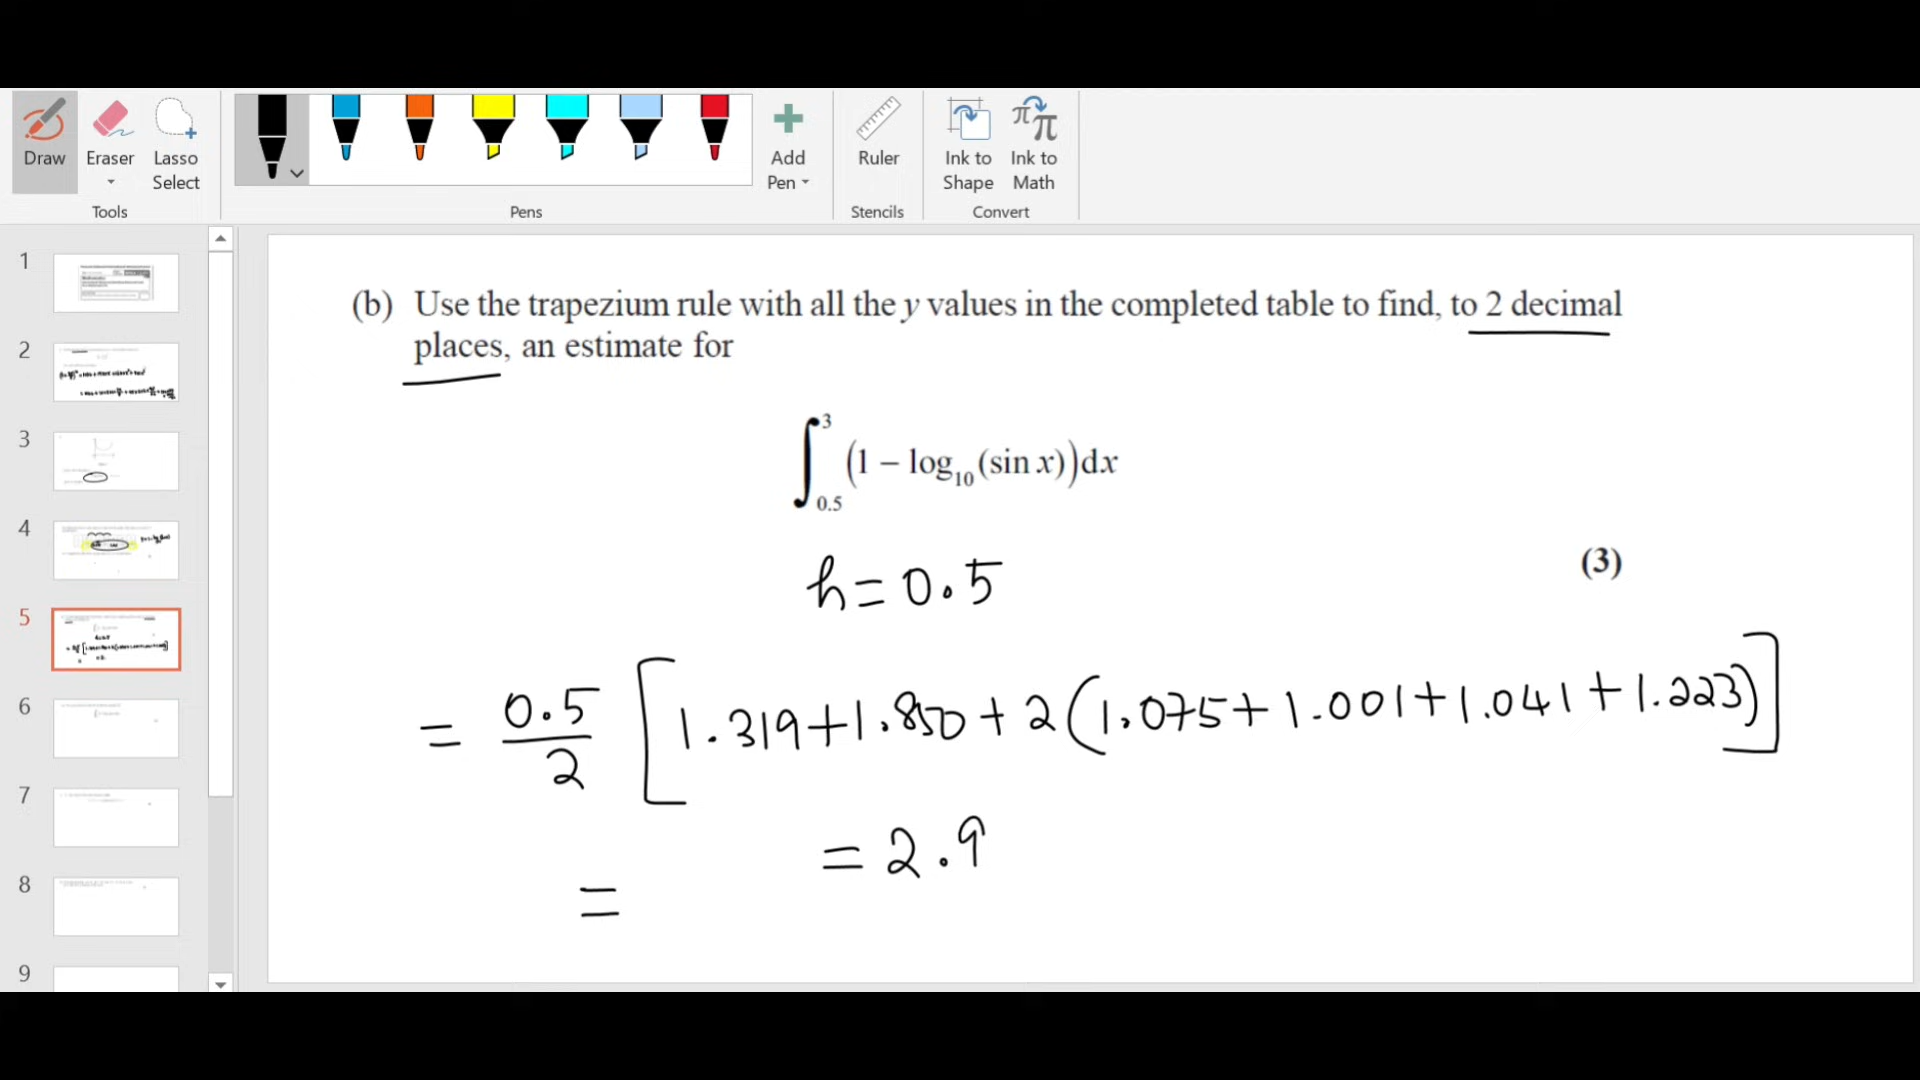 Draw
Eraser
Lasso Select
Tools
Pens
Add Pen
Ruler
Stencils
Ink to Shape
Ink to Math
Convert
1
2
3
4
5
6
7
8
9
(b) Use the trapezium rule with all the y values in the completed table to find, to 2 decimal
places, an estimate for
∫_{0.5}^{3} (1 − log₁₀(sin x))dx
(3)
h = 0.5
= 0.5/2 [1.319+1.850+2(1.075+1.001+1.041+1.223)]
= 2.9
=